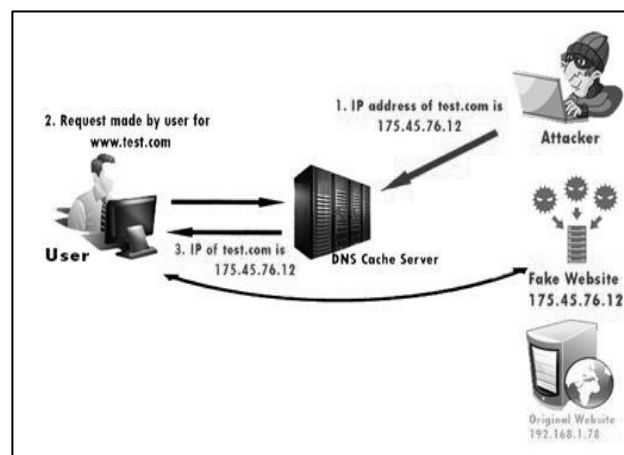 1. IP address of test.com is
175.45.76.12
Attacker
2. Request made by user for
www.test.com
User
3. IP of test.com is
175.45.76.12
DNS Cache Server
Fake Website
175.45.76.12
Original Website
192.168.1.78